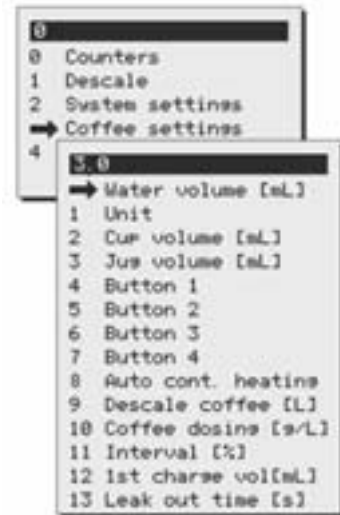 0
0 Counters
1 Descale
2 System settings
Coffee settings
4
3.0
Water volume [mL]
1 Unit
2 Cup volume [mL]
3 Jug volume [mL]
4 Button 1
5 Button 2
6 Button 3
7 Button 4
8 Auto cont. heating
9 Descale coffee [L]
10 Coffee dosing [g/L]
11 Interval [%]
12 1st charge vol[mL]
13 Leak out time [s]